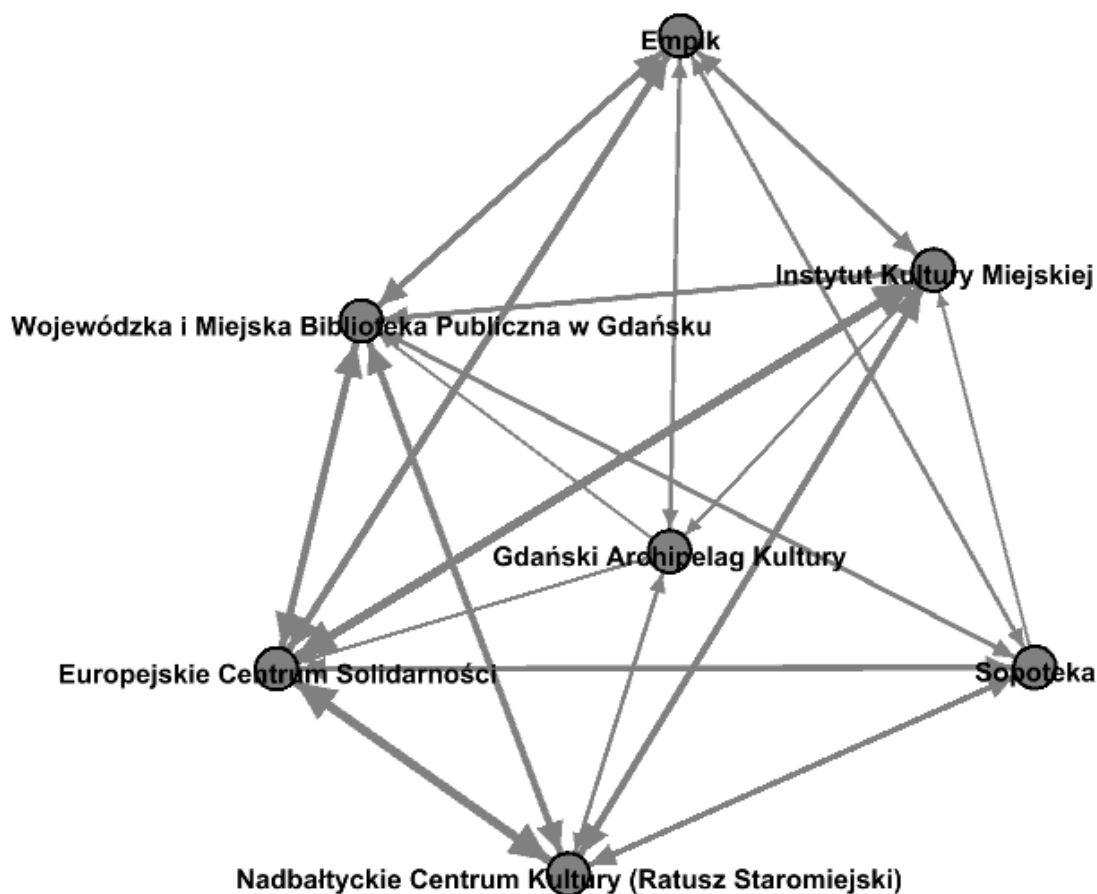 Empik
Instytut Kultury Miejskiej
Wojewódzka i Miejska Biblioteka Publiczna w Gdańsku
Gdański Archipelag Kultury
Europejskie Centrum Solidarności
Sopoteka
Nadbałtyckie Centrum Kultury (Ratusz Staromiejski)